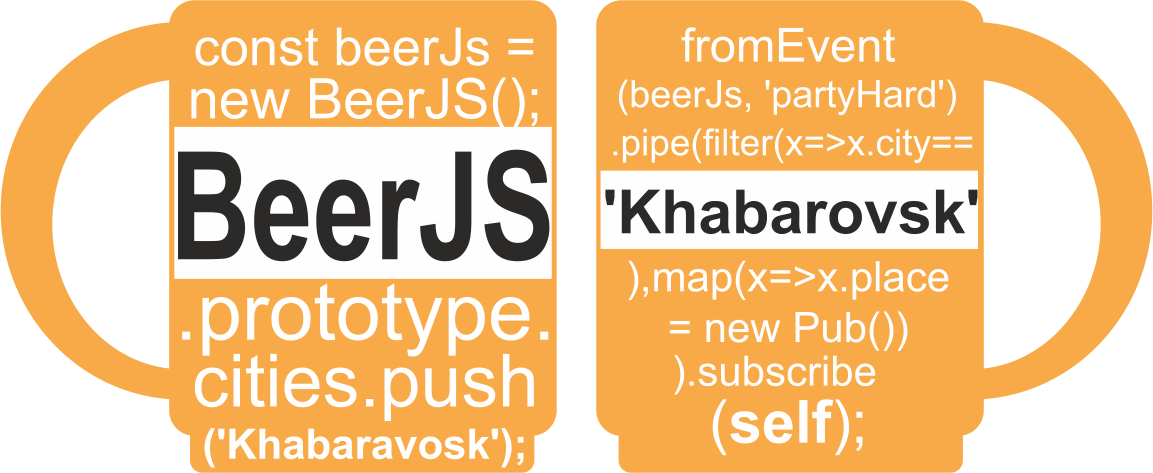 const beerJs =
new BeerJS();
BeerJS
.prototype.
cities.push
('Khabaravosk');
fromEvent
(beerJs, 'partyHard')
.pipe(filter(x=>x.city==
'Khabarovsk'
),map(x=>x.place
= new Pub())
).subscribe
(self);